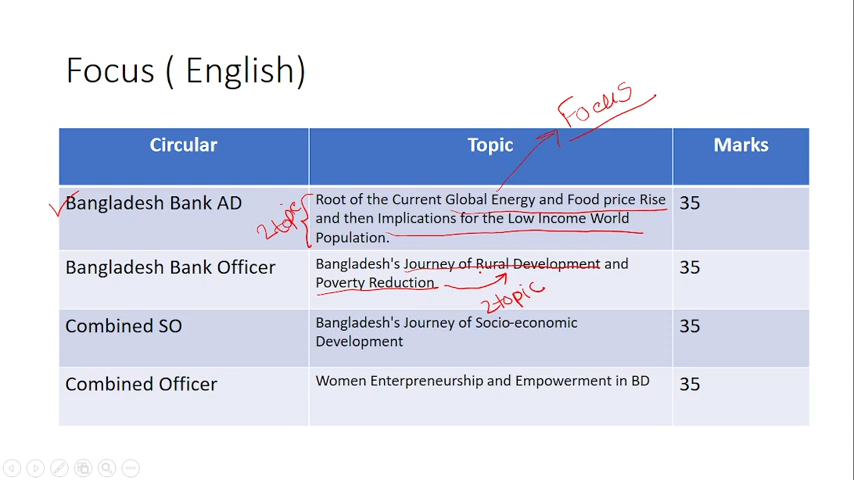 Focus ( English)
Focus
Circular Topic Marks
Bangladesh Bank AD
2 topic
Root of the Current Global Energy and Food price Rise
and then Implications for the Low Income World
Population.
35
Bangladesh Bank Officer
Bangladesh's Journey of Rural Development and
Poverty Reduction
2 topic
35
Combined SO
Bangladesh's Journey of Socio-economic
Development
35
Combined Officer
Women Enterpreneurship and Empowerment in BD
35